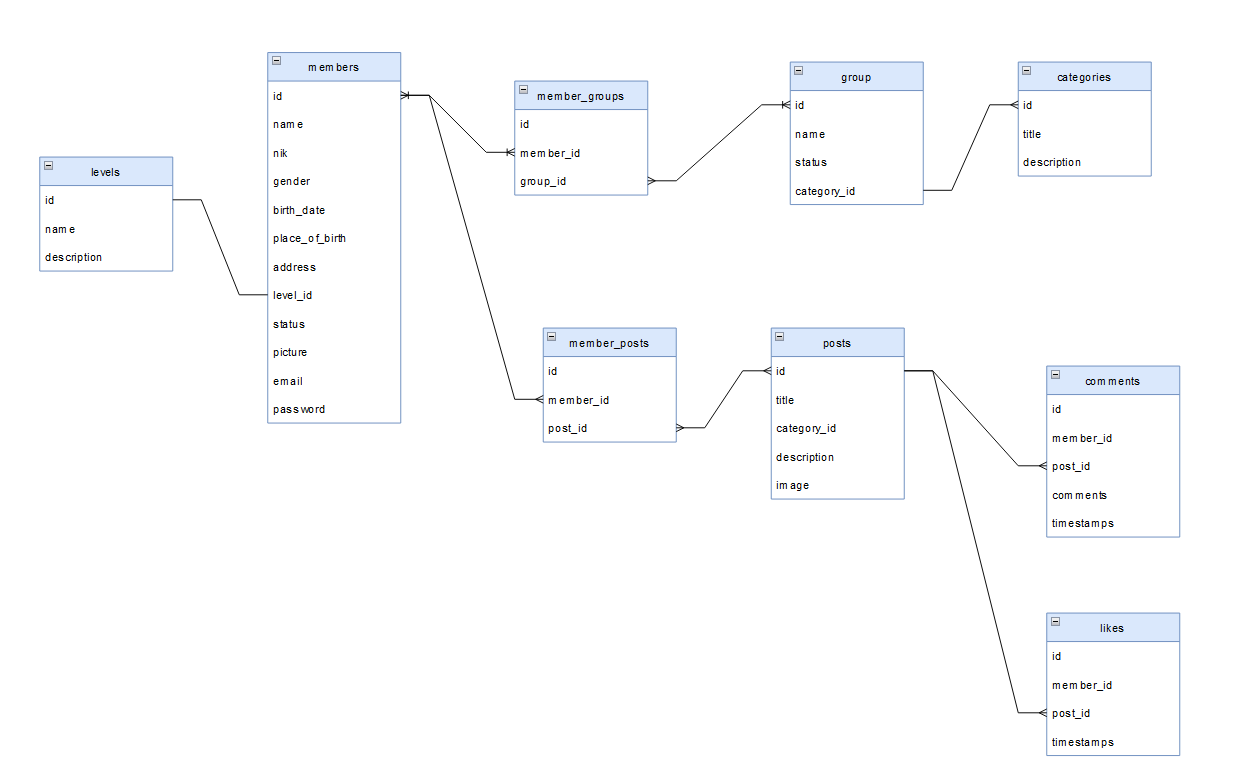 levels
id
name
description
members
id
name
nik
gender
birth_date
place_of_birth
address
level_id
status
picture
email
password
member_groups
id
member_id
group_id
group
id
name
status
category_id
categories
id
title
description
member_posts
id
member_id
post_id
posts
id
title
category_id
description
image
comments
id
member_id
post_id
comments
timestamps
likes
id
member_id
post_id
timestamps